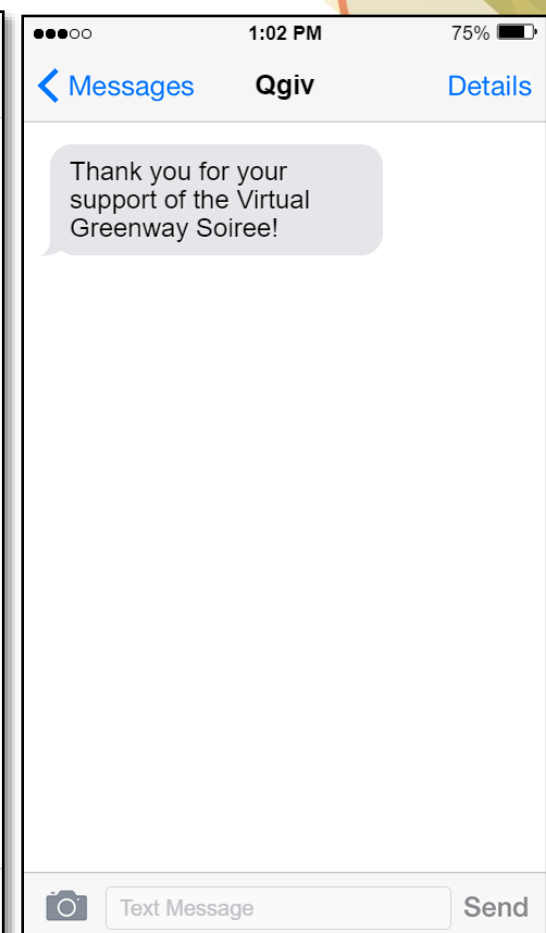 1:02 PM
75%
Messages
Qgiv
Details
Thank you for your
support of the Virtual
Greenway Soiree!
Text Message
Send